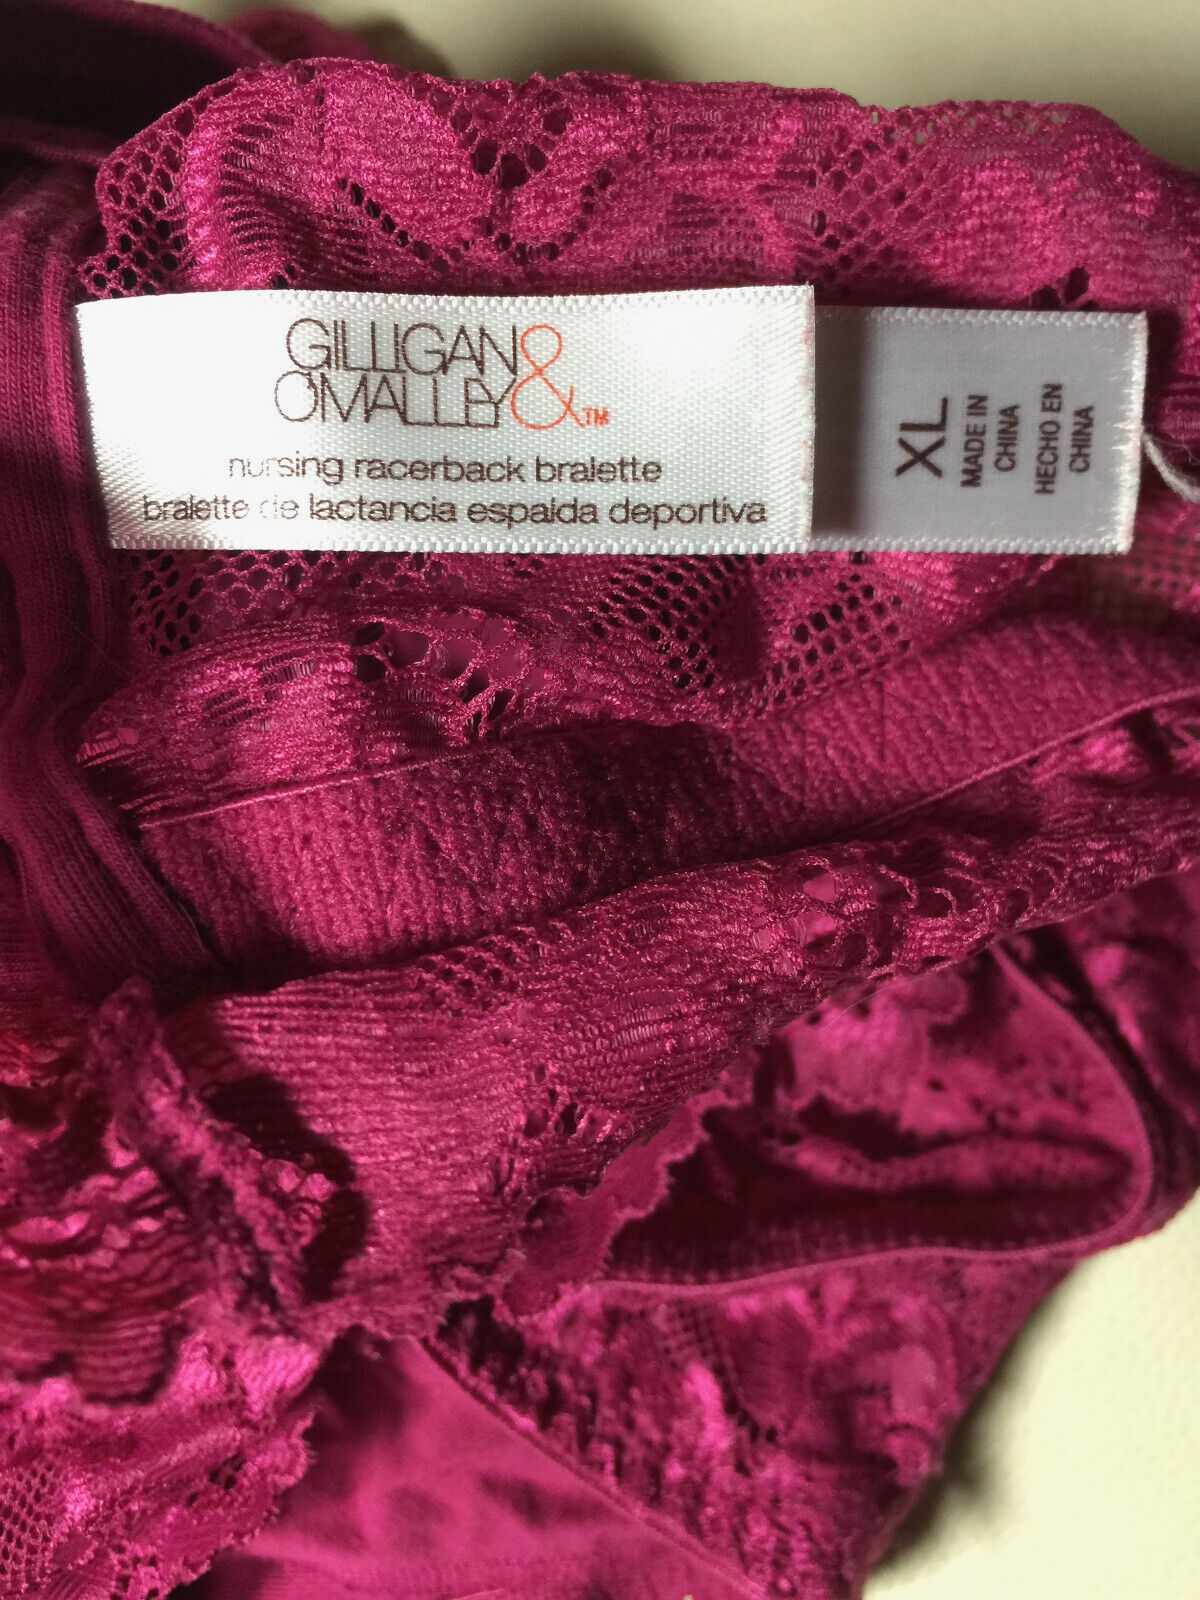 GILLIGAN &
O'MALLEY TM
nursing racerback bralette
bralette de lactancia espalda deportiva
XL
MADE IN
CHINA
HECHO EN
CHINA